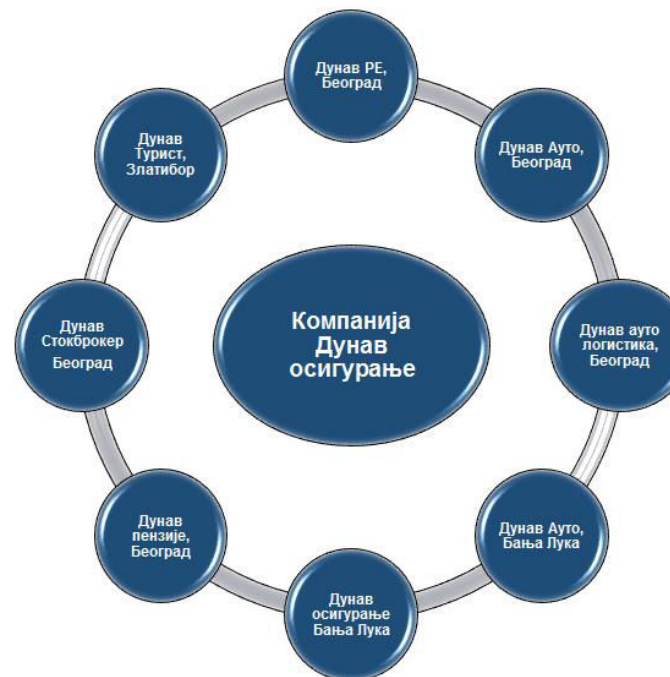 Дунав РЕ,
Београд
Дунав Ауто,
Београд
Дунав ауто
логистика,
Београд
Дунав Ауто,
Бања Лука
Дунав
осигурање
Бања Лука
Дунав
пензије,
Београд
Дунав
Стокброкер
Београд
Дунав
Турист,
Златибор
Компанија
Дунав
осигурање